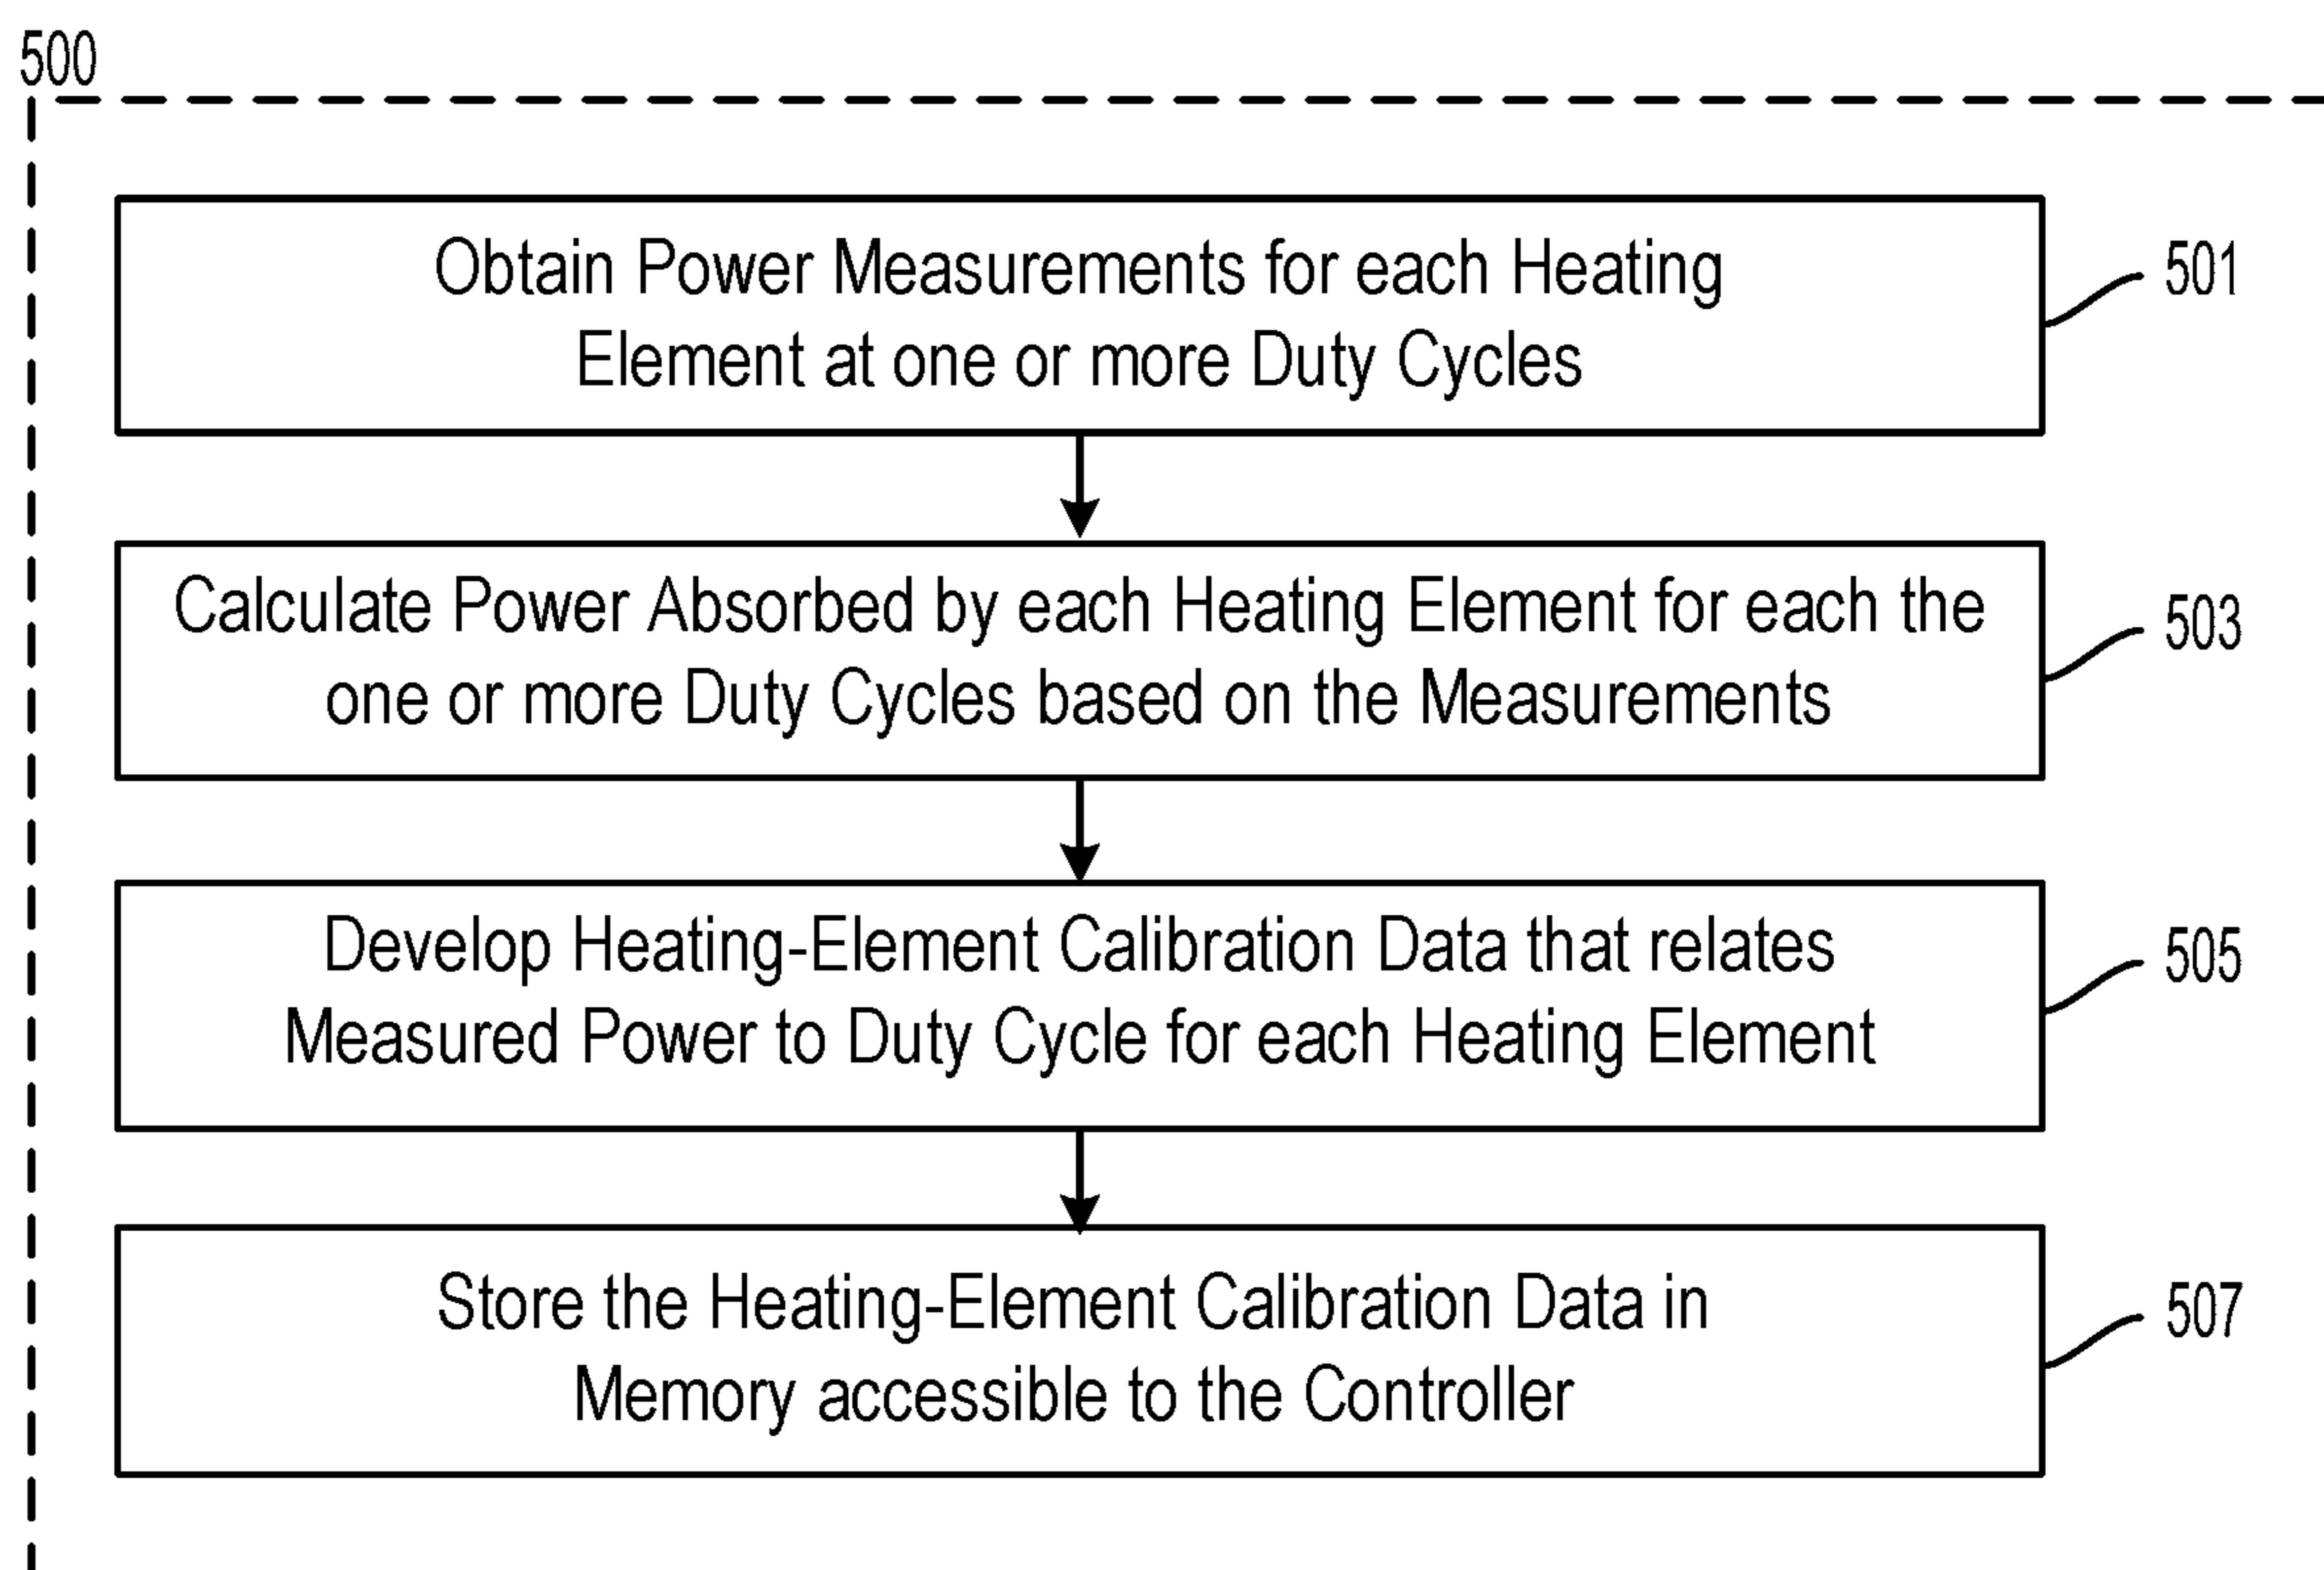 500
Obtain Power Measurements for each Heating
Element at one or more Duty Cycles
501
Calculate Power Absorbed by each Heating Element for each the
one or more Duty Cycles based on the Measurements
503
Develop Heating-Element Calibration Data that relates
Measured Power to Duty Cycle for each Heating Element
505
Store the Heating-Element Calibration Data in
Memory accessible to the Controller
507